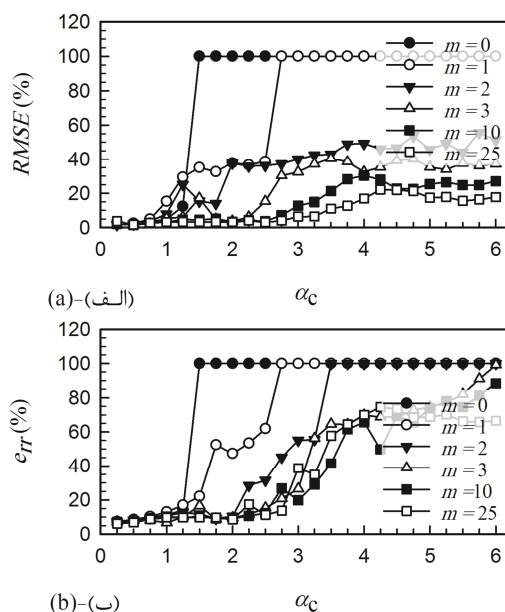 120
100
80
60
40
20
0
RMSE (%)
m = 0
m = 1
m = 2
m = 3
m = 10
m = 25
0 1 2 3 4 5 6
αc
(a)-(الف)
120
100
80
60
40
20
0
err (%)
m = 0
m = 1
m = 2
m = 3
m = 10
m = 25
0 1 2 3 4 5 6
αc
(b)-(ب)